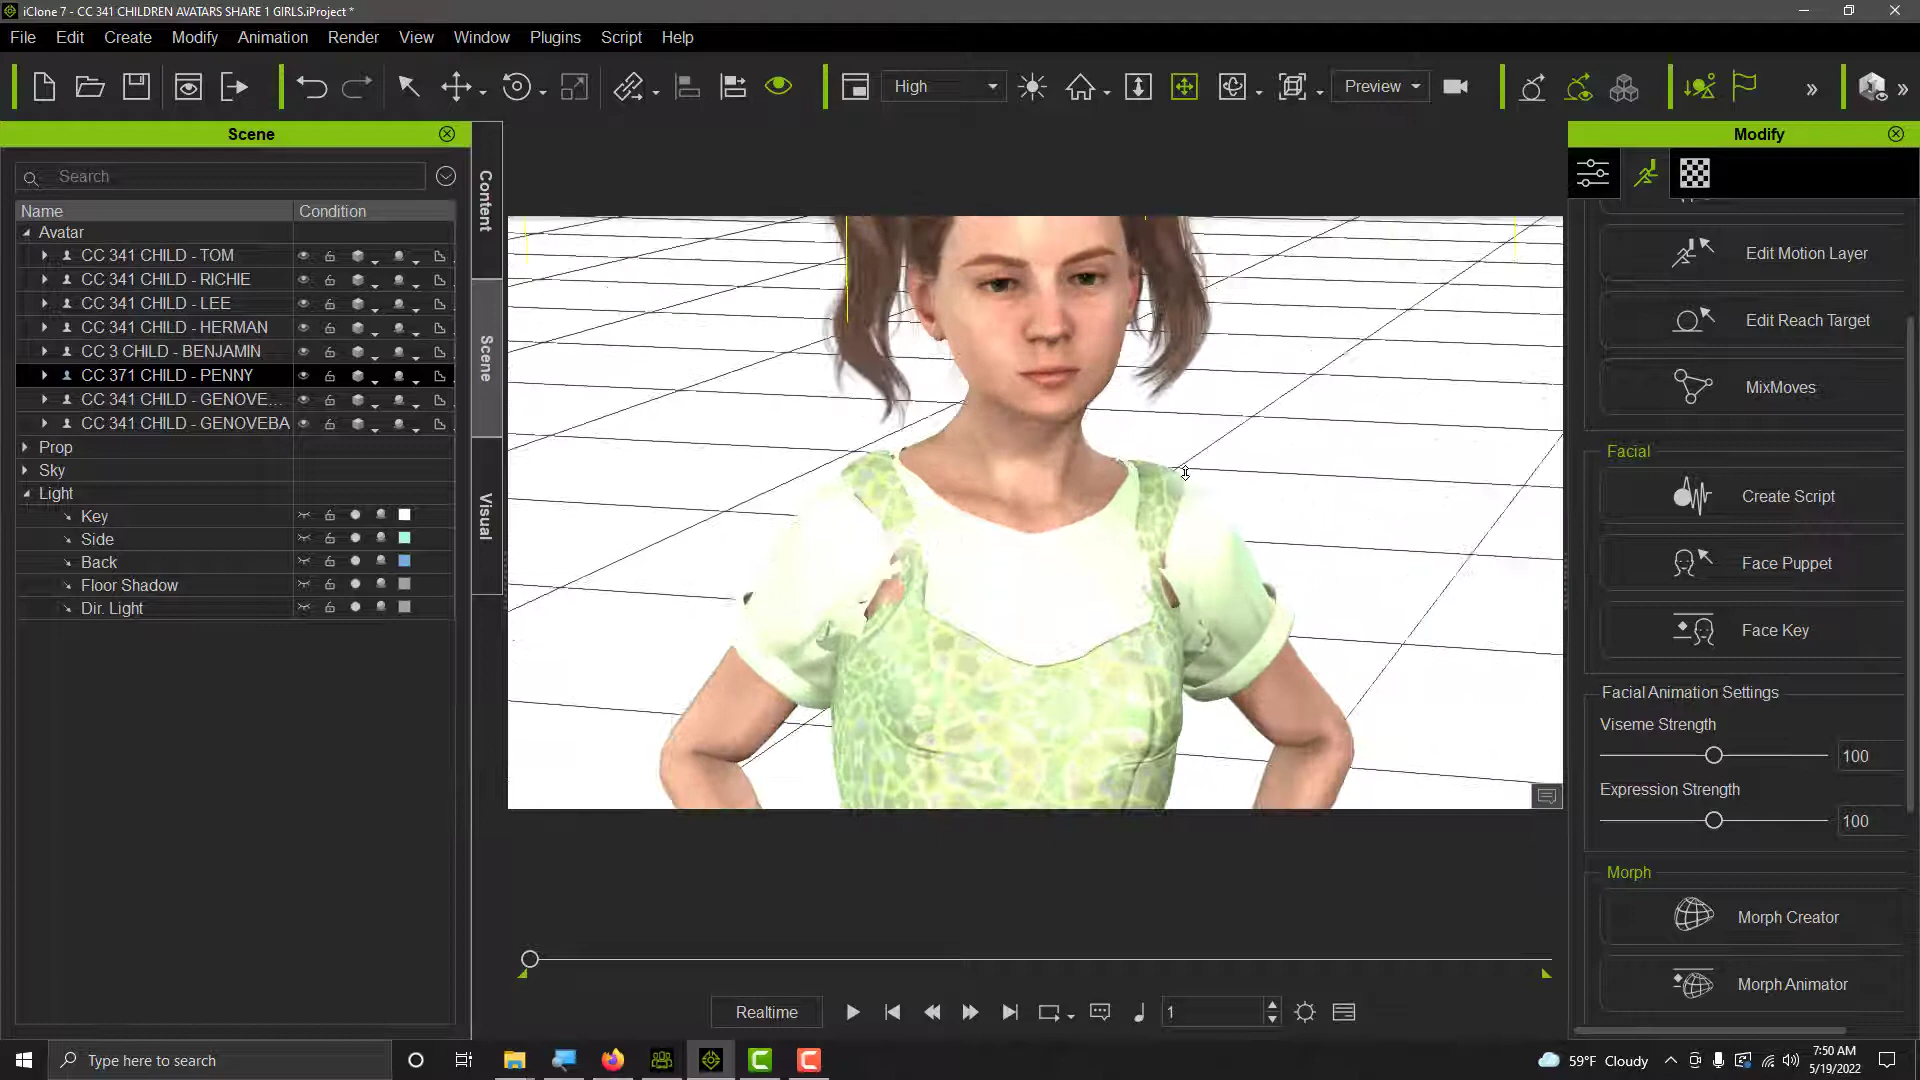 iClone 7 - CC 341 CHILDREN AVATARS SHARE 1 GIRLS.iProject *
File Edit Create Modify Animation Render View Window Plugins Script Help
High
Preview
Scene
Search
Name Condition
Avatar
CC 341 CHILD - TOM
CC 341 CHILD - RICHIE
CC 341 CHILD - LEE
CC 341 CHILD - HERMAN
CC 3 CHILD - BENJAMIN
CC 371 CHILD - PENNY
CC 341 CHILD - GENOVE...
CC 341 CHILD - GENOVEBA
Prop
Sky
Light
Key
Side
Back
Floor Shadow
Dir. Light
Content
Scene
Visual
Modify
Edit Motion Layer
Edit Reach Target
MixMoves
Facial
Create Script
Face Puppet
Face Key
Facial Animation Settings
Viseme Strength
100
Expression Strength
100
Morph
Morph Creator
Morph Animator
Realtime
1
Type here to search
59°F Cloudy
7:50 AM
5/19/2022